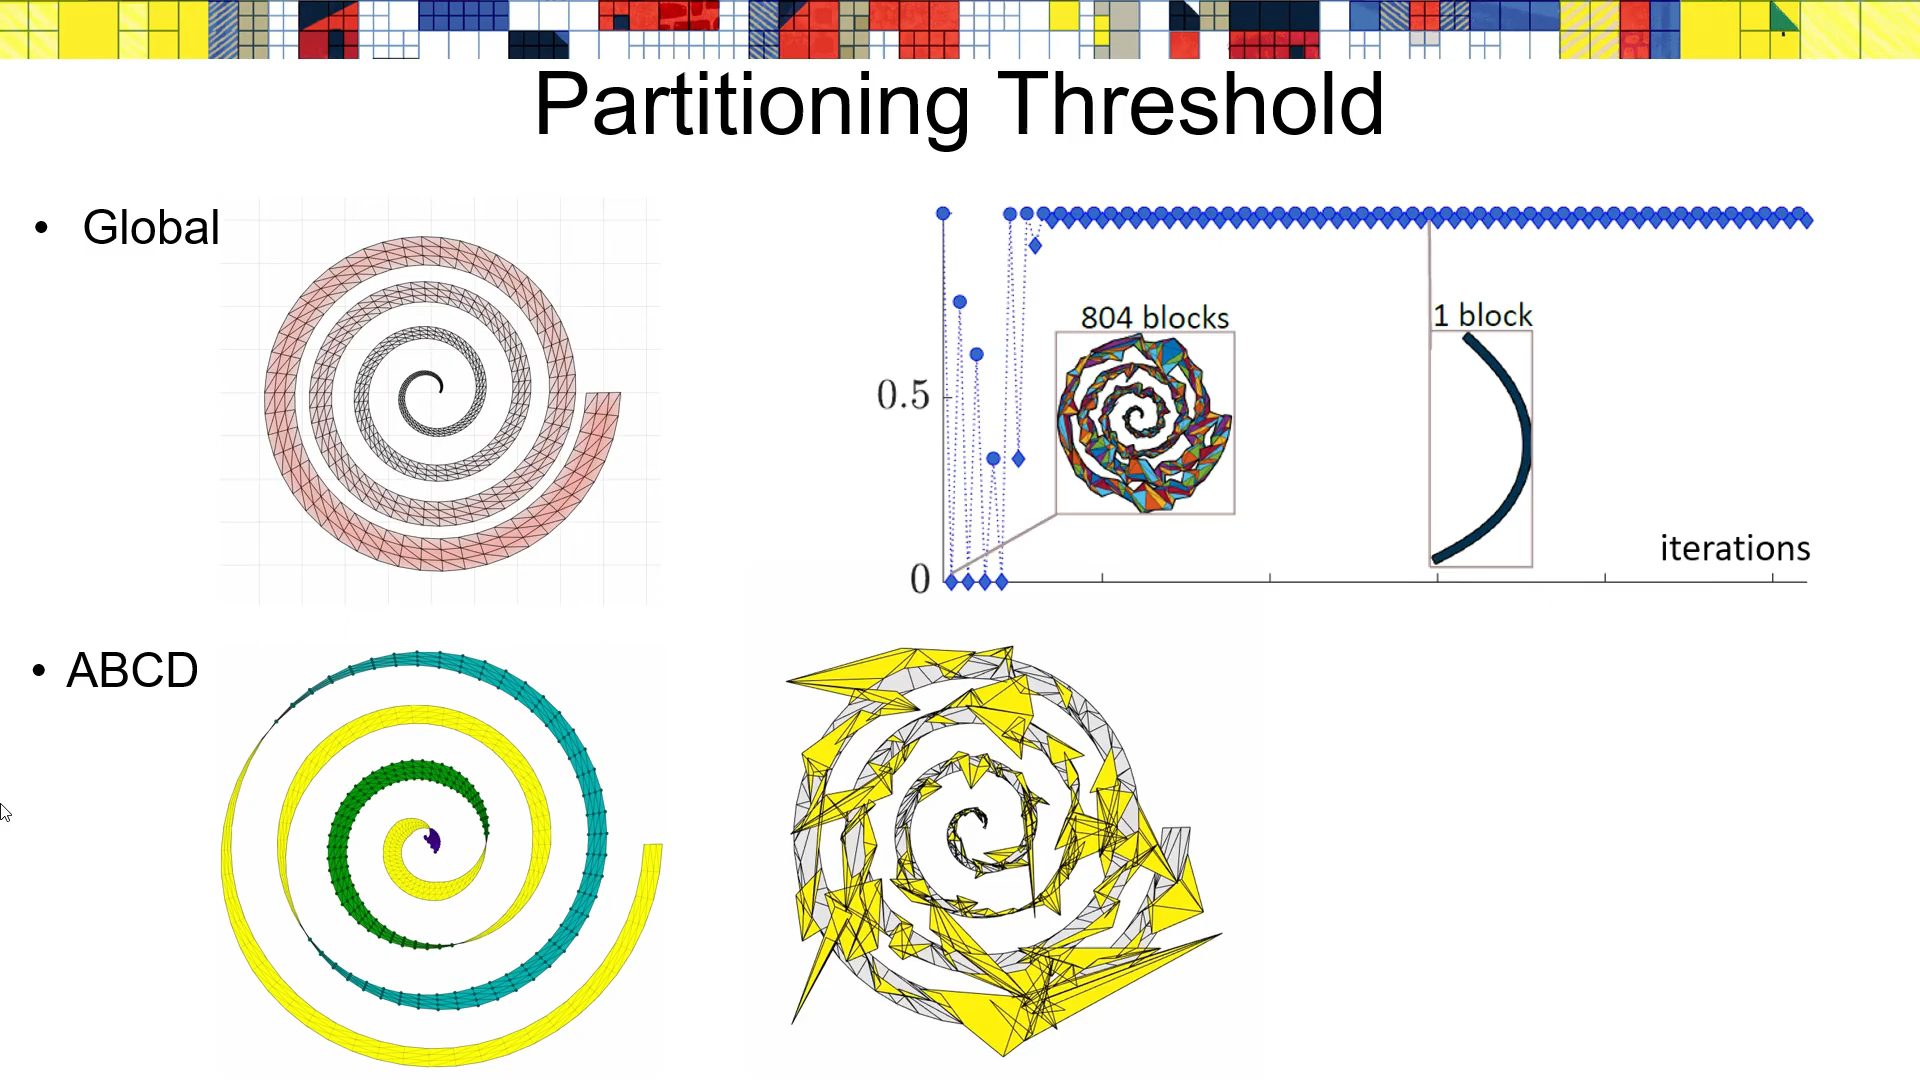 Partitioning Threshold
• Global
804 blocks
1 block
0.5
iterations
0
• ABCD